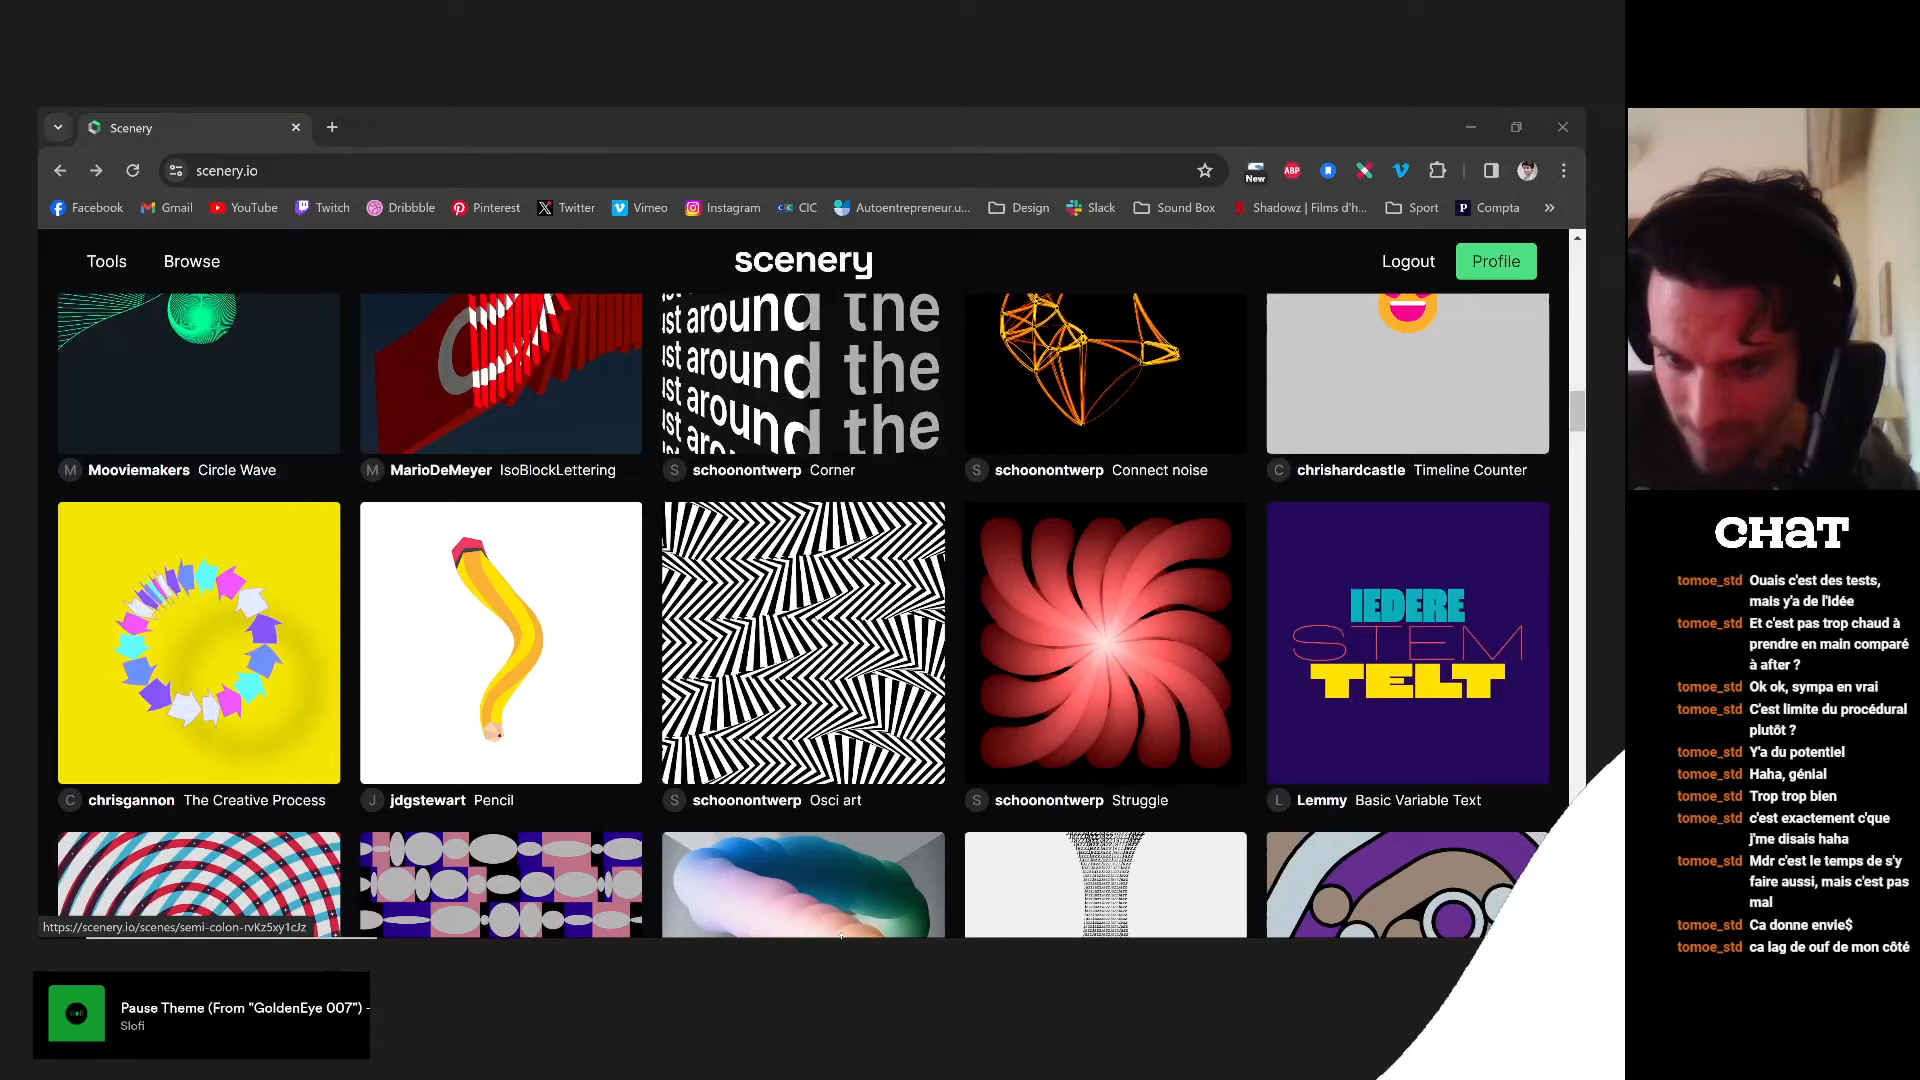 Scenery
scenery.io
New
ABP
Facebook
Gmail
YouTube
Twitch
Dribbble
Pinterest
Twitter
Vimeo
Instagram
CIC
Autoentrepreneur.u...
Design
Slack
Sound Box
Shadowz | Films d'h...
Sport
Compta
»
Tools
Browse
scenery
Logout
Profile
ust around the
ust around the
ust around the
M Mooviemakers Circle Wave
M MarioDeMeyer IsoBlockLettering
S schoonontwerp Corner
S schoonontwerp Connect noise
C chrishardcastle Timeline Counter
IEDERE
STEM
TELT
C chrisgannon The Creative Process
J jdgstewart Pencil
S schoonontwerp Osci art
S schoonontwerp Struggle
L Lemmy Basic Variable Text
https://scenery.io/scenes/semi-colon-rvKz5xy1cJz
Pause Theme (From "GoldenEye 007") -
Slofi
CHAT
tomoe_std Ouais c'est des tests,
mais y'a de l'idée
tomoe_std Et c'est pas trop chaud à
prendre en main comparé
à after ?
tomoe_std Ok ok, sympa en vrai
tomoe_std C'est limite du procédural
plutôt ?
tomoe_std Y'a du potentiel
tomoe_std Haha, génial
tomoe_std Trop trop bien
tomoe_std c'est exactement c'que
j'me disais haha
tomoe_std Mdr c'est le temps de s'y
faire aussi, mais c'est pas
mal
tomoe_std Ca donne envie$
tomoe_std ca lag de ouf de mon côté